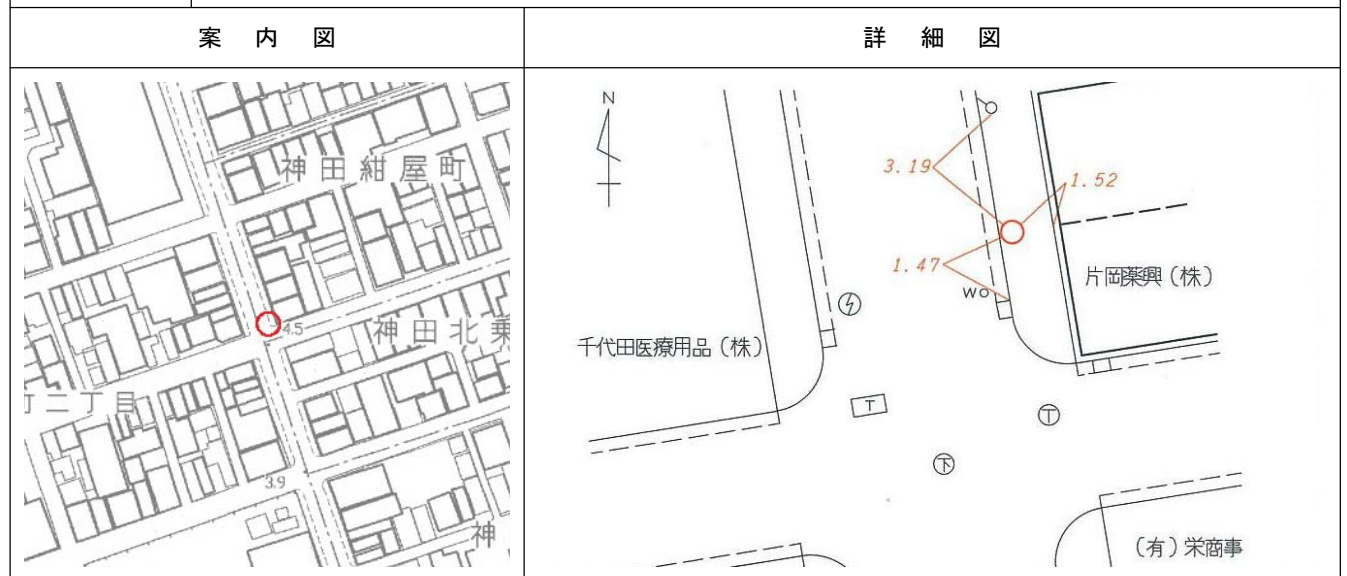 案 内 図
詳 細 図
神田紺屋町
4.5
神田北乗
町二丁目
3.9
神
N
3.19
1.52
1.47
W
片岡薬興(株)
千代田医療用品(株)
T
T
下
(有)栄商事